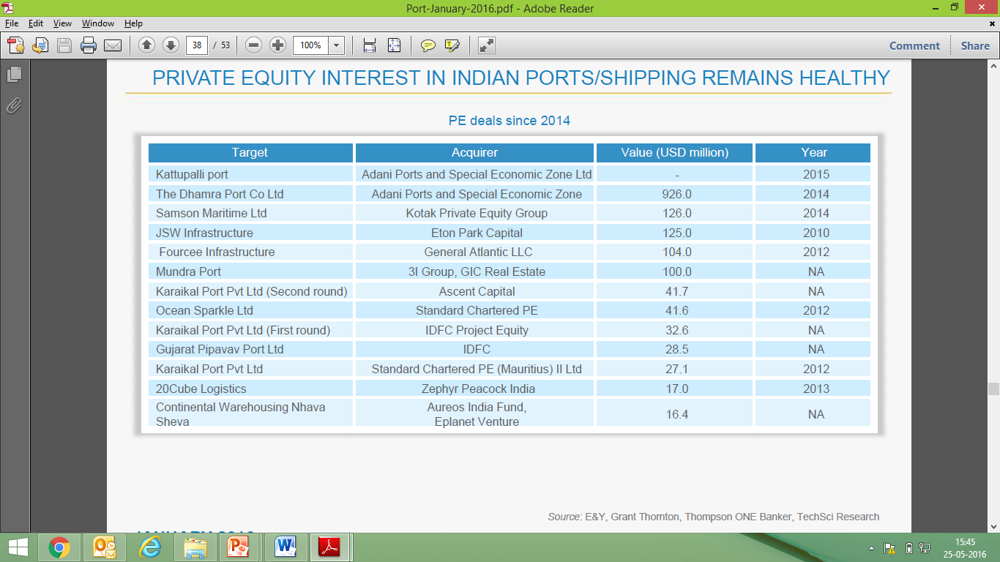 Port-January-2016.pdf - Adobe Reader
File Edit View Window Help
38 / 53 100% Comment Share
PRIVATE EQUITY INTEREST IN INDIAN PORTS/SHIPPING REMAINS HEALTHY
PE deals since 2014
Target Acquirer Value (USD million) Year
Kattupalli port Adani Ports and Special Economic Zone Ltd - 2015
The Dhamra Port Co Ltd Adani Ports and Special Economic Zone 926.0 2014
Samson Maritime Ltd Kotak Private Equity Group 126.0 2014
JSW Infrastructure Eton Park Capital 125.0 2010
Fourcee Infrastructure General Atlantic LLC 104.0 2012
Mundra Port 3I Group, GIC Real Estate 100.0 NA
Karaikal Port Pvt Ltd (Second round) Ascent Capital 41.7 NA
Ocean Sparkle Ltd Standard Chartered PE 41.6 2012
Karaikal Port Pvt Ltd (First round) IDFC Project Equity 32.6 NA
Gujarat Pipavav Port Ltd IDFC 28.5 NA
Karaikal Port Pvt Ltd Standard Chartered PE (Mauritius) II Ltd 27.1 2012
20Cube Logistics Zephyr Peacock India 17.0 2013
Continental Warehousing Nhava Sheva Aureos India Fund, Eplanet Venture 16.4 NA
Source: E&Y, Grant Thornton, Thompson ONE Banker, TechSci Research
15:45
25-05-2016